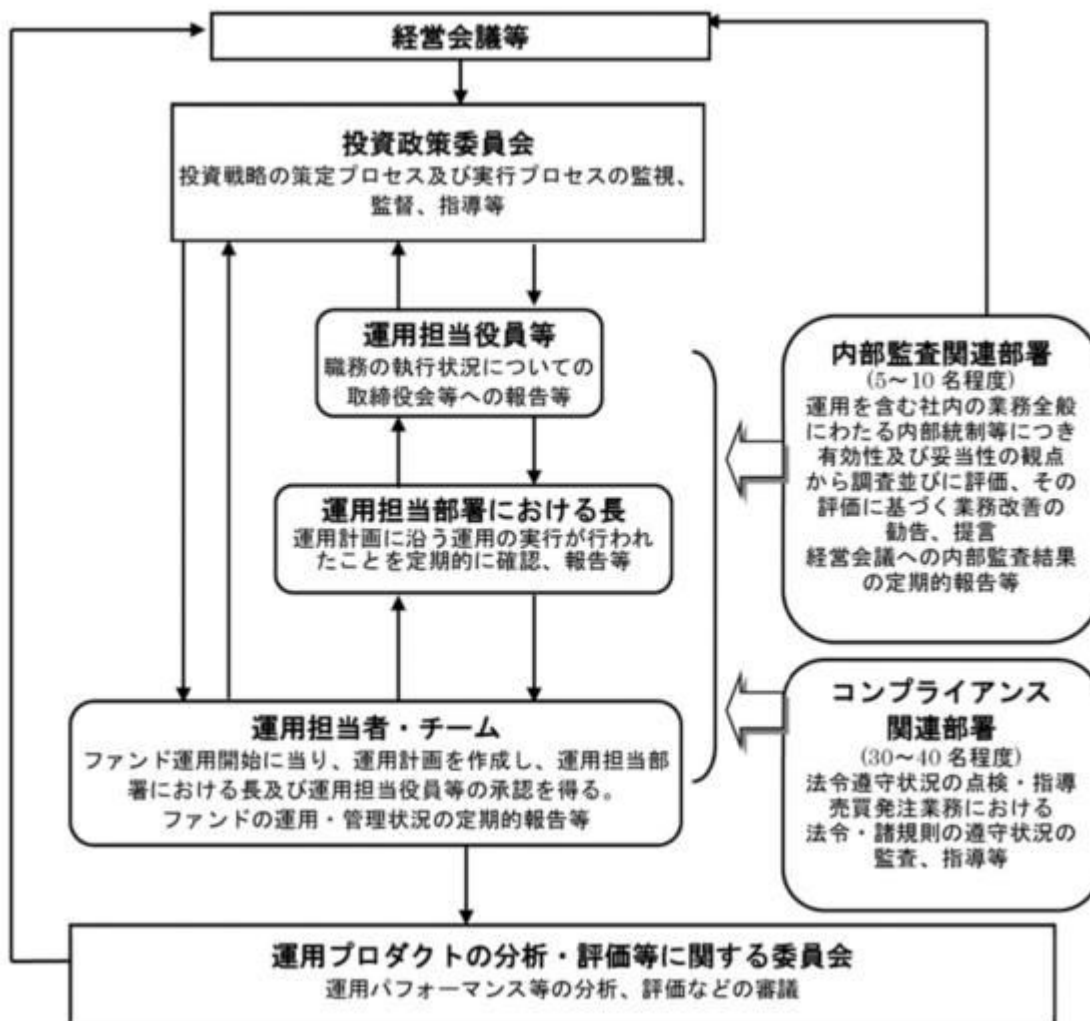 経営会議等
投資政策委員会
投資戦略の策定プロセス及び実行プロセスの監視、
監督、指導等
運用担当役員等
職務の執行状況についての
取締役会等への報告等
運用担当部署における長
運用計画に沿う運用の実行が行われ
たことを定期的に確認、報告等
運用担当者・チーム
ファンド運用開始に当り、運用計画を作成し、運用担当部
署における長及び運用担当役員等の承認を得る。
ファンドの運用・管理状況の定期的報告等
内部監査関連部署
(5～10 名程度)
運用を含む社内の業務全般
にわたる内部統制等につき
有効性及び妥当性の観点
から調査並びに評価、その
評価に基づく業務改善の
勧告、提言
経営会議への内部監査結果
の定期的報告等
コンプライアンス
関連部署
(30～40 名程度)
法令遵守状況の点検・指導
売買発注業務における
法令・諸規則の遵守状況の
監査、指導等
運用プロダクトの分析・評価等に関する委員会
運用パフォーマンス等の分析、評価などの審議